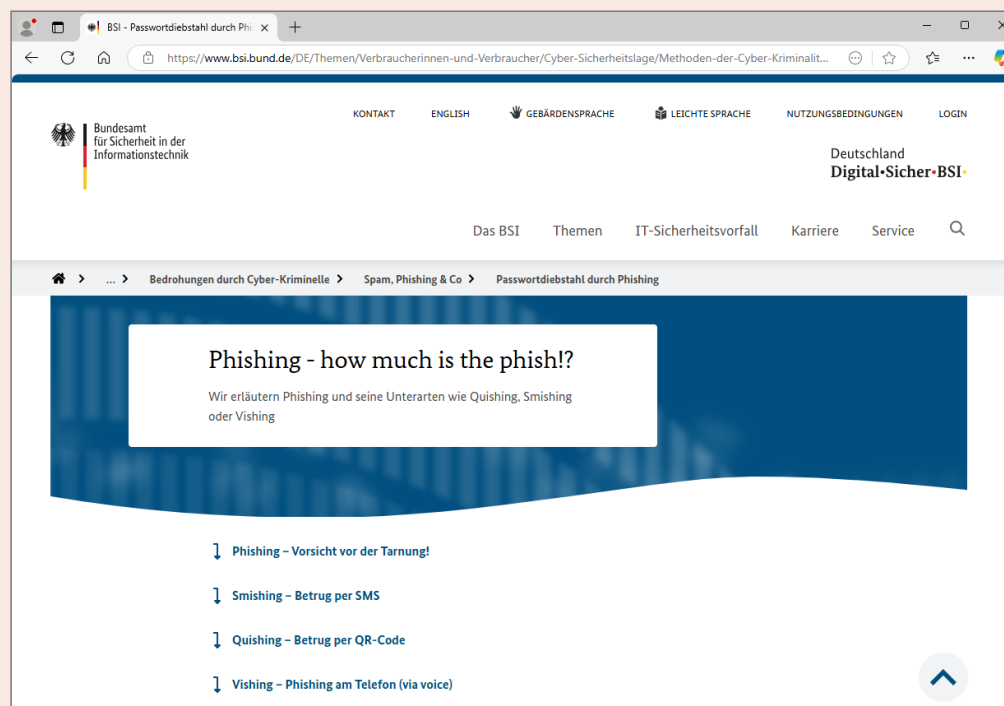 BSI - Passwortdiebstahl durch Phi
https://www.bsi.bund.de/DE/Themen/Verbraucherinnen-und-Verbraucher/Cyber-Sicherheitslage/Methoden-der-Cyber-Kriminalit...
KONTAKT ENGLISH GEBÄRDENSPRACHE LEICHTE SPRACHE NUTZUNGSBEDINGUNGEN LOGIN
Bundesamt
für Sicherheit in der
Informationstechnik
Deutschland
Digital•Sicher•BSI•
Das BSI Themen IT-Sicherheitsvorfall Karriere Service
... Bedrohungen durch Cyber-Kriminelle Spam, Phishing & Co Passwortdiebstahl durch Phishing
Phishing - how much is the phish!?
Wir erläutern Phishing und seine Unterarten wie Quishing, Smishing
oder Vishing
Phishing – Vorsicht vor der Tarnung!
Smishing – Betrug per SMS
Quishing – Betrug per QR-Code
Vishing – Phishing am Telefon (via voice)